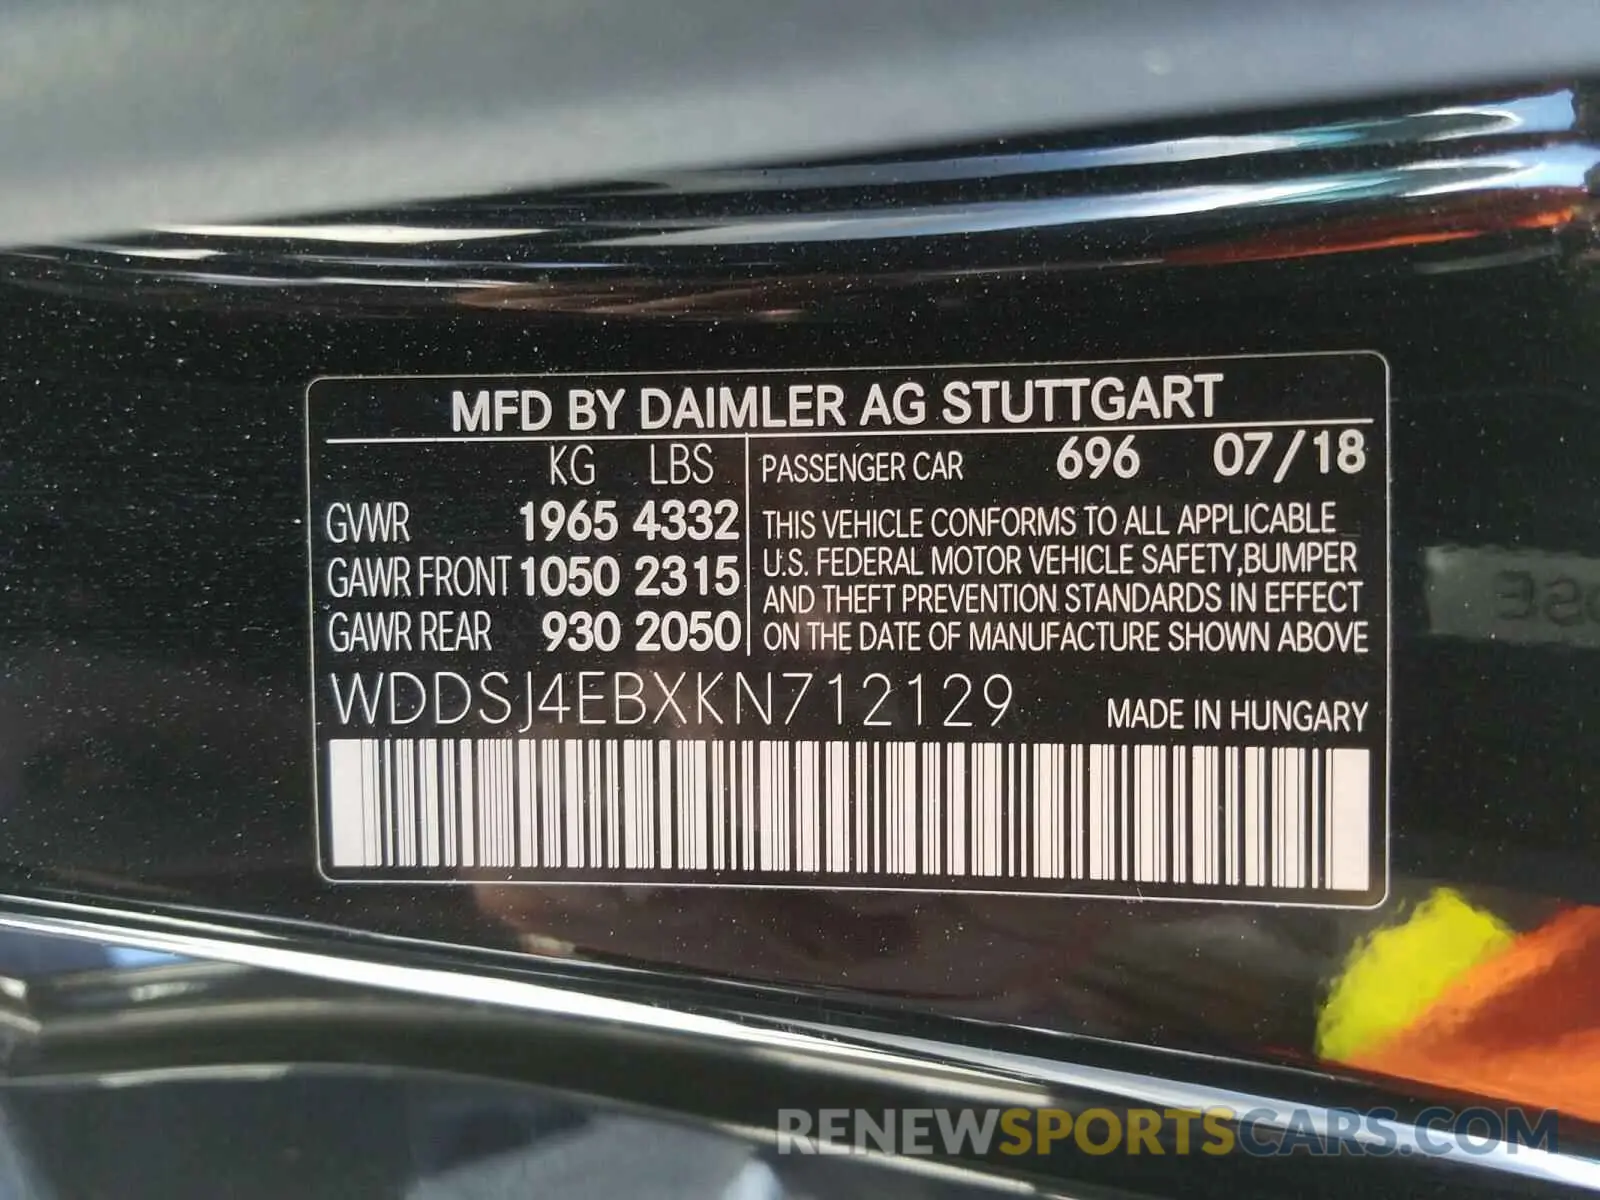 MFD BY DAIMLER AG STUTTGART
KG LBS
GVWR 1965 4332
GAWR FRONT 1050 2315
GAWR REAR 930 2050
PASSENGER CAR 696 07/18
THIS VEHICLE CONFORMS TO ALL APPLICABLE
U.S. FEDERAL MOTOR VEHICLE SAFETY,BUMPER
AND THEFT PREVENTION STANDARDS IN EFFECT
ON THE DATE OF MANUFACTURE SHOWN ABOVE
WDDSJ4EBXKN712129
MADE IN HUNGARY
RENEWSPORTSCARS.COM